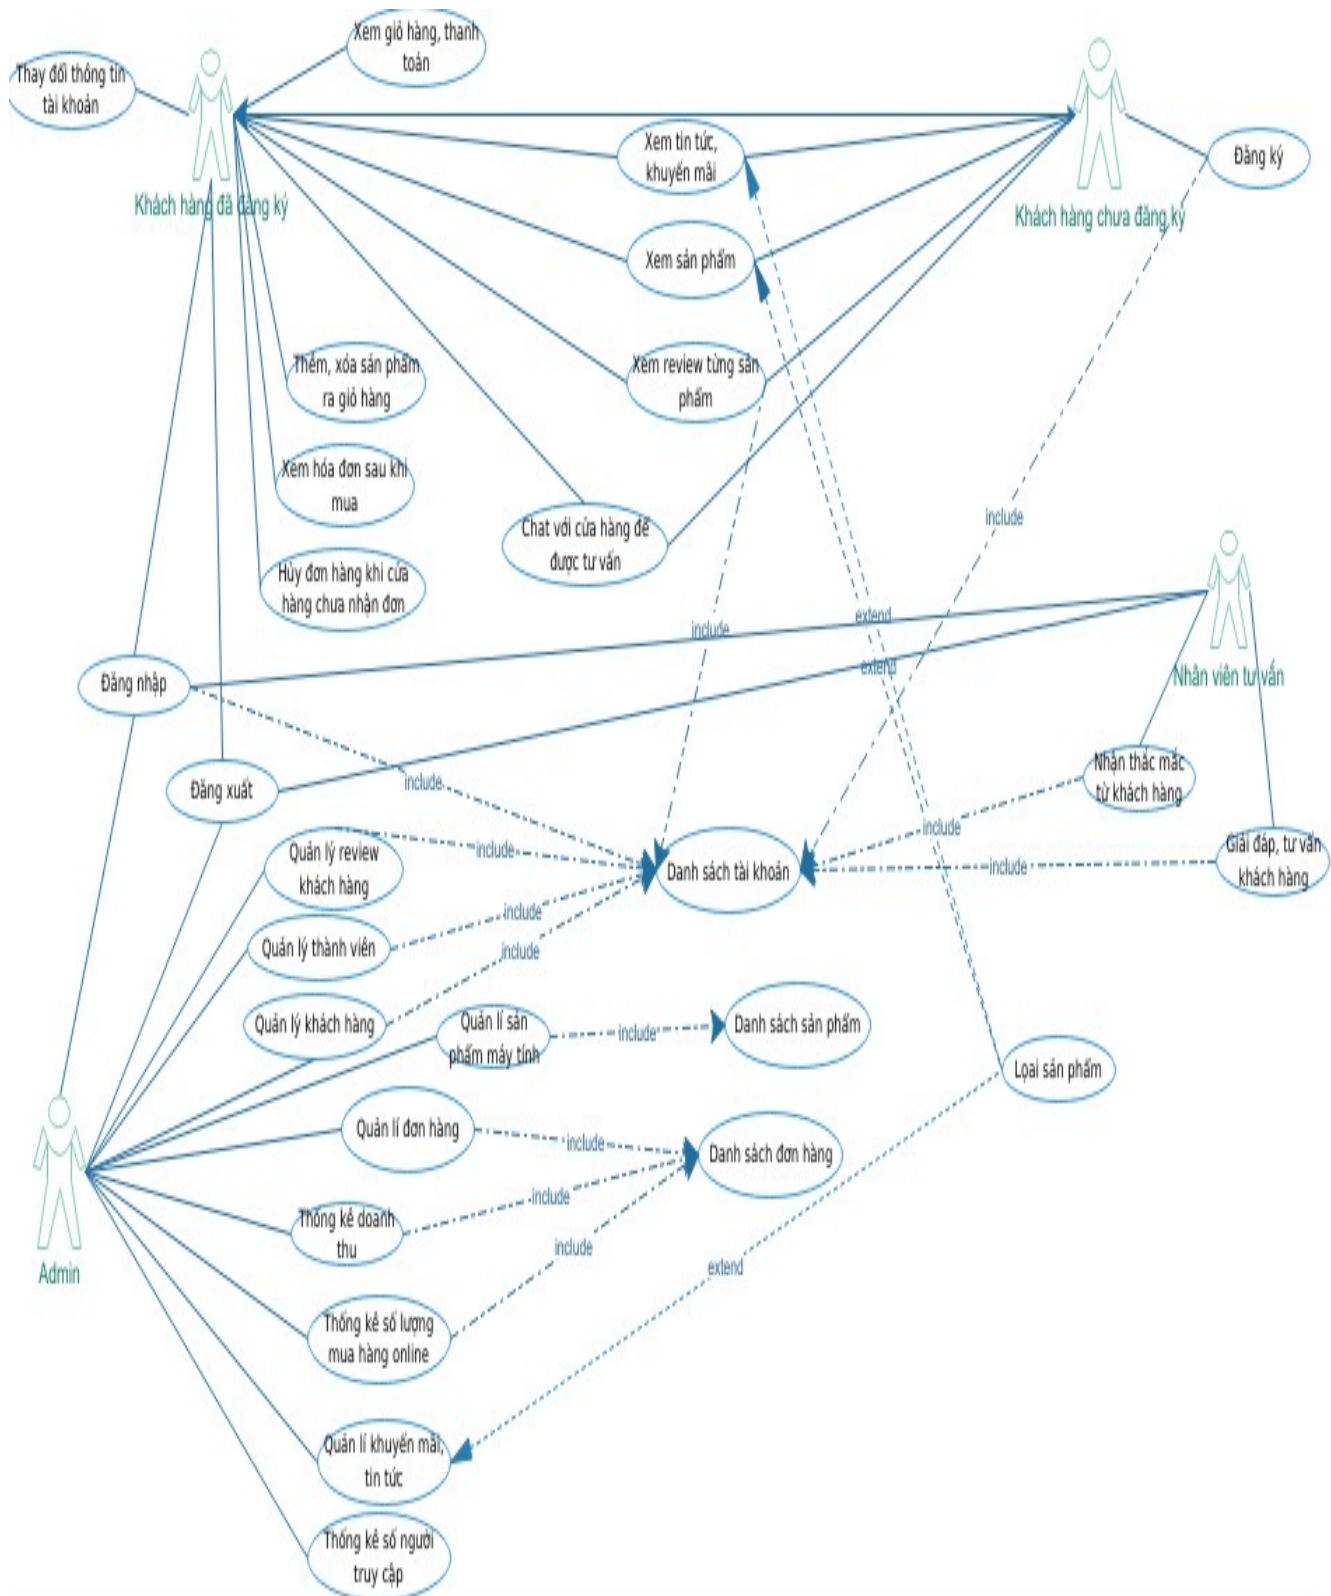 Xem giỏ hàng, thanh
toán
Thay đổi thông tin
tài khoản
Xem tin tức,
khuyến mãi
Đăng ký
Khách hàng đã đăng ký
Khách hàng chưa đăng ký
Xem sản phẩm
Thêm, xóa sản phẩm
ra giỏ hàng
Xem review từng sản
phẩm
Xem hóa đơn sau khi
mua
Chat với cửa hàng để
được tư vấn
include
Hủy đơn hàng khi cửa
hàng chưa nhận đơn
include
extend
extend
Đăng nhập
Nhân viên tư vấn
Đăng xuất
include
Nhận thắc mắc
từ khách hàng
Quản lý review
khách hàng
include
include
Danh sách tài khoản
include
Giải đáp, tư vấn
khách hàng
Quản lý thành viên
include
include
Quản lý khách hàng
Quản lí sản
phẩm máy tính
include
Danh sách sản phẩm
Lọai sản phẩm
Quản lí đơn hàng
include
Danh sách đơn hàng
Thống kê doanh
thu
include
include
extend
Admin
Thống kê số lượng
mua hàng online
Quản lí khuyến mãi,
tin tức
Thống kê số người
truy cập